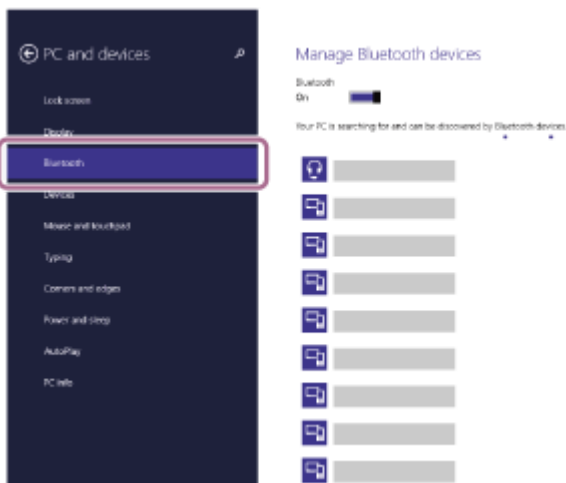 PC and devices
Lock screen
Display
Bluetooth
Devices
Mouse and touchpad
Typing
Corners and edges
Power and sleep
AutoPlay
PC info
Manage Bluetooth devices
Bluetooth
On
Your PC is searching for and can be discovered by Bluetooth devices